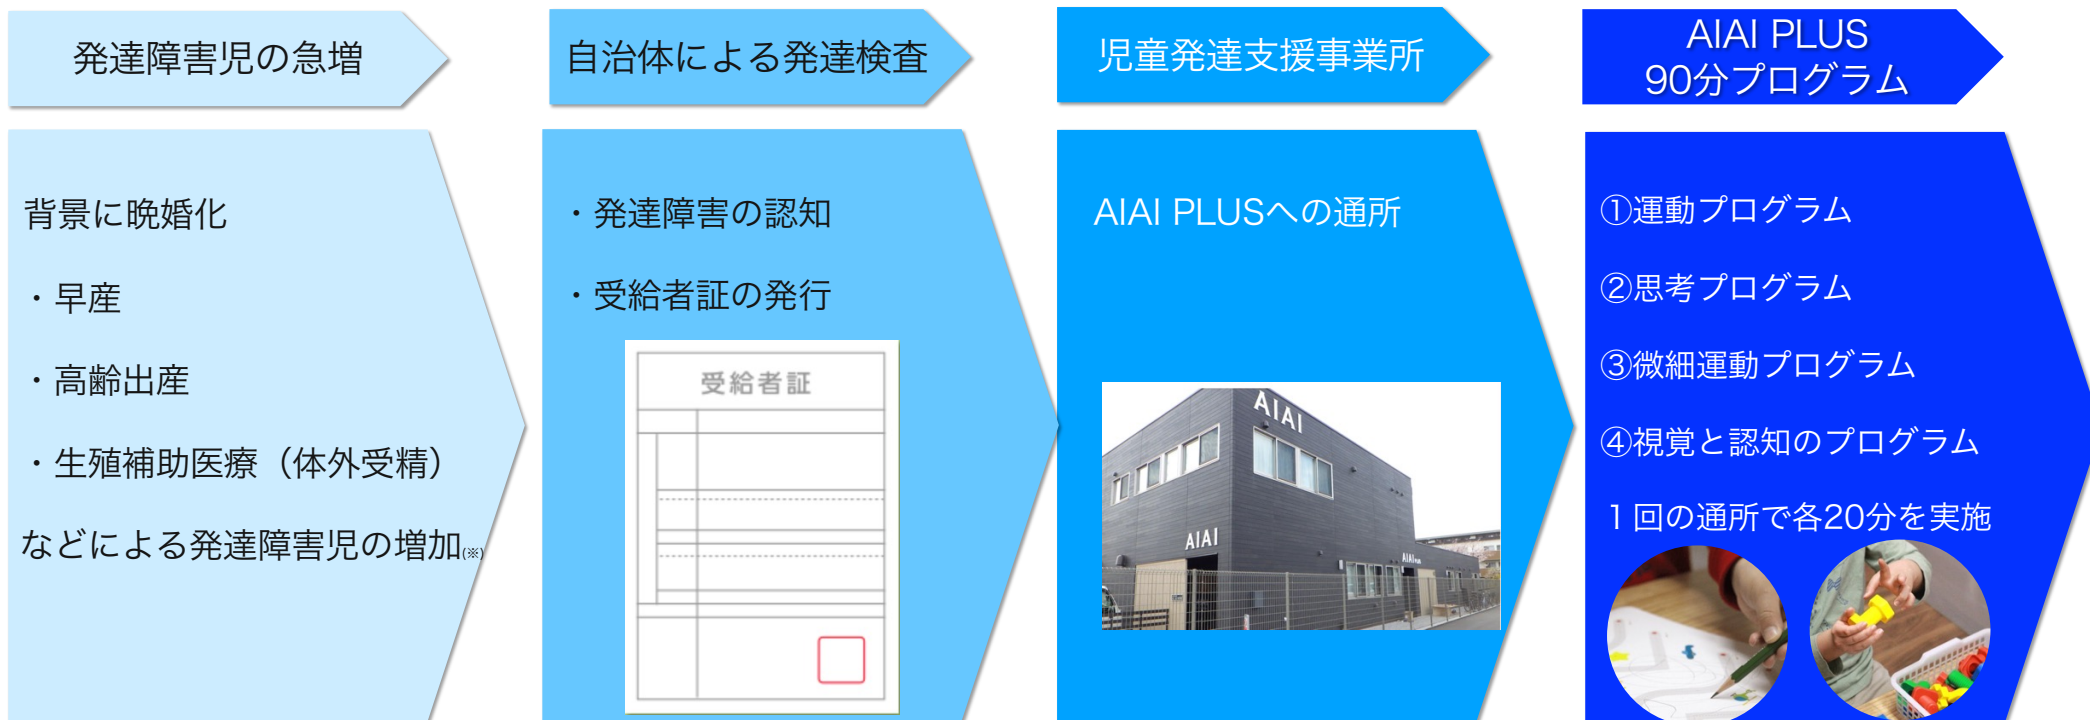 発達障害児の急増
背景に晩婚化
・早産
・高齢出産
・生殖補助医療（体外受精）
などによる発達障害児の増加(※)
自治体による発達検査
・発達障害の認知
・受給者証の発行
受給者証
児童発達支援事業所
AIAI PLUSへの通所
AIAI
AIAI
AIAI PLUS
AIAI PLUS
90分プログラム
①運動プログラム
②思考プログラム
③微細運動プログラム
④視覚と認知のプログラム
１回の通所で各20分を実施